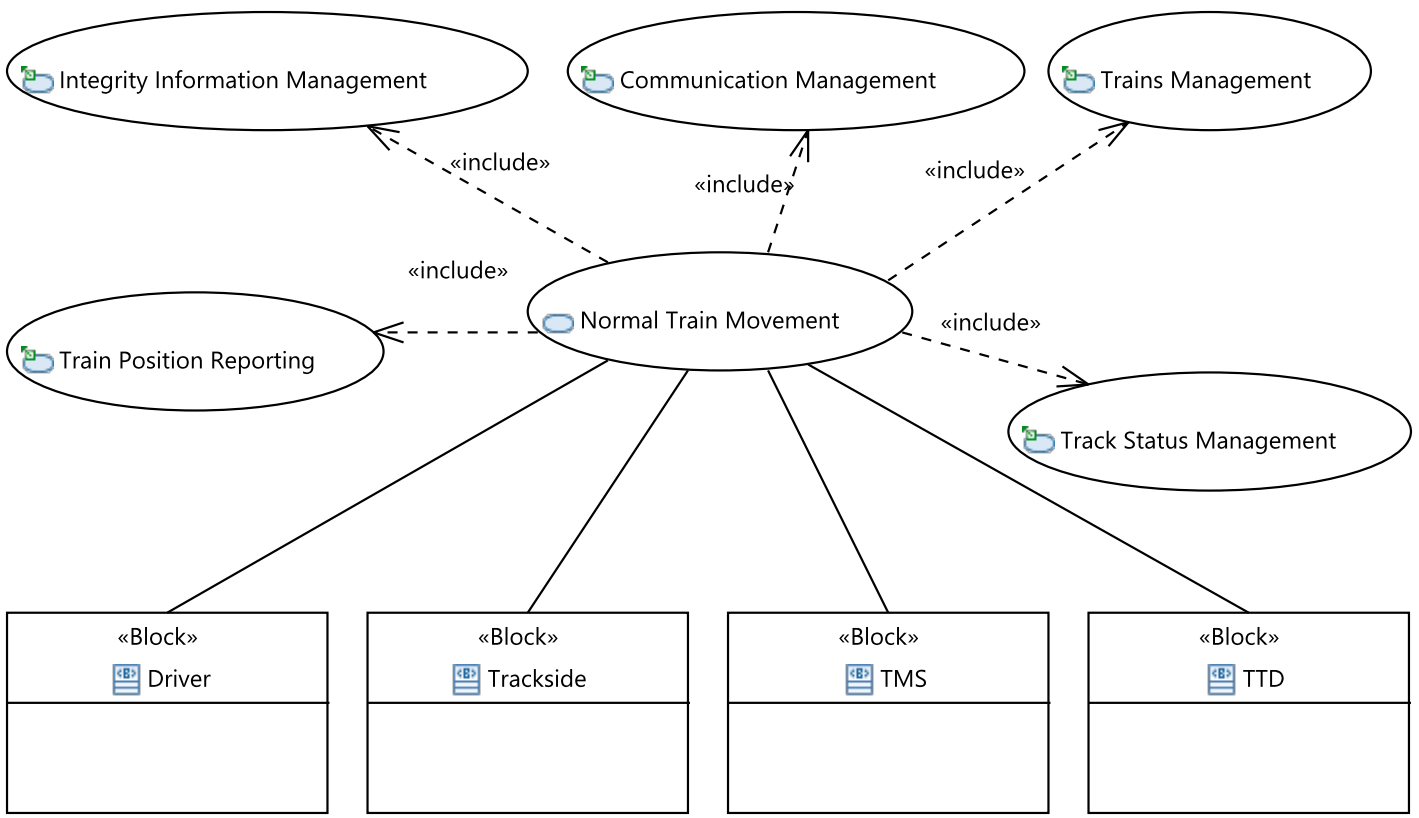 Integrity Information Management
Communication Management
Trains Management
«include»
«include»
«include»
«include»
Normal Train Movement
«include»
Train Position Reporting
Track Status Management
«Block»
Driver
«Block»
Trackside
«Block»
TMS
«Block»
TTD